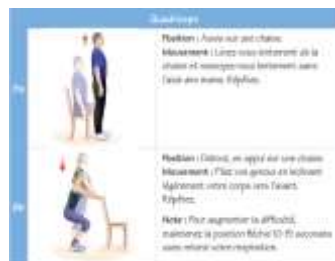 Quadriceps
Position : Assis sur une chaise.
Mouvement : Levez-vous lentement de la
chaise et rasseyez-vous lentement sans
l'aide des mains. Répétez.
Position : Debout, en appui sur une chaise.
Mouvement : Pliez vos genoux en inclinant
légèrement votre corps vers l'avant.
Répétez.
Note : Pour augmenter la difficulté,
maintenez la position fléchie 10-15 secondes
sans retenir votre respiration.